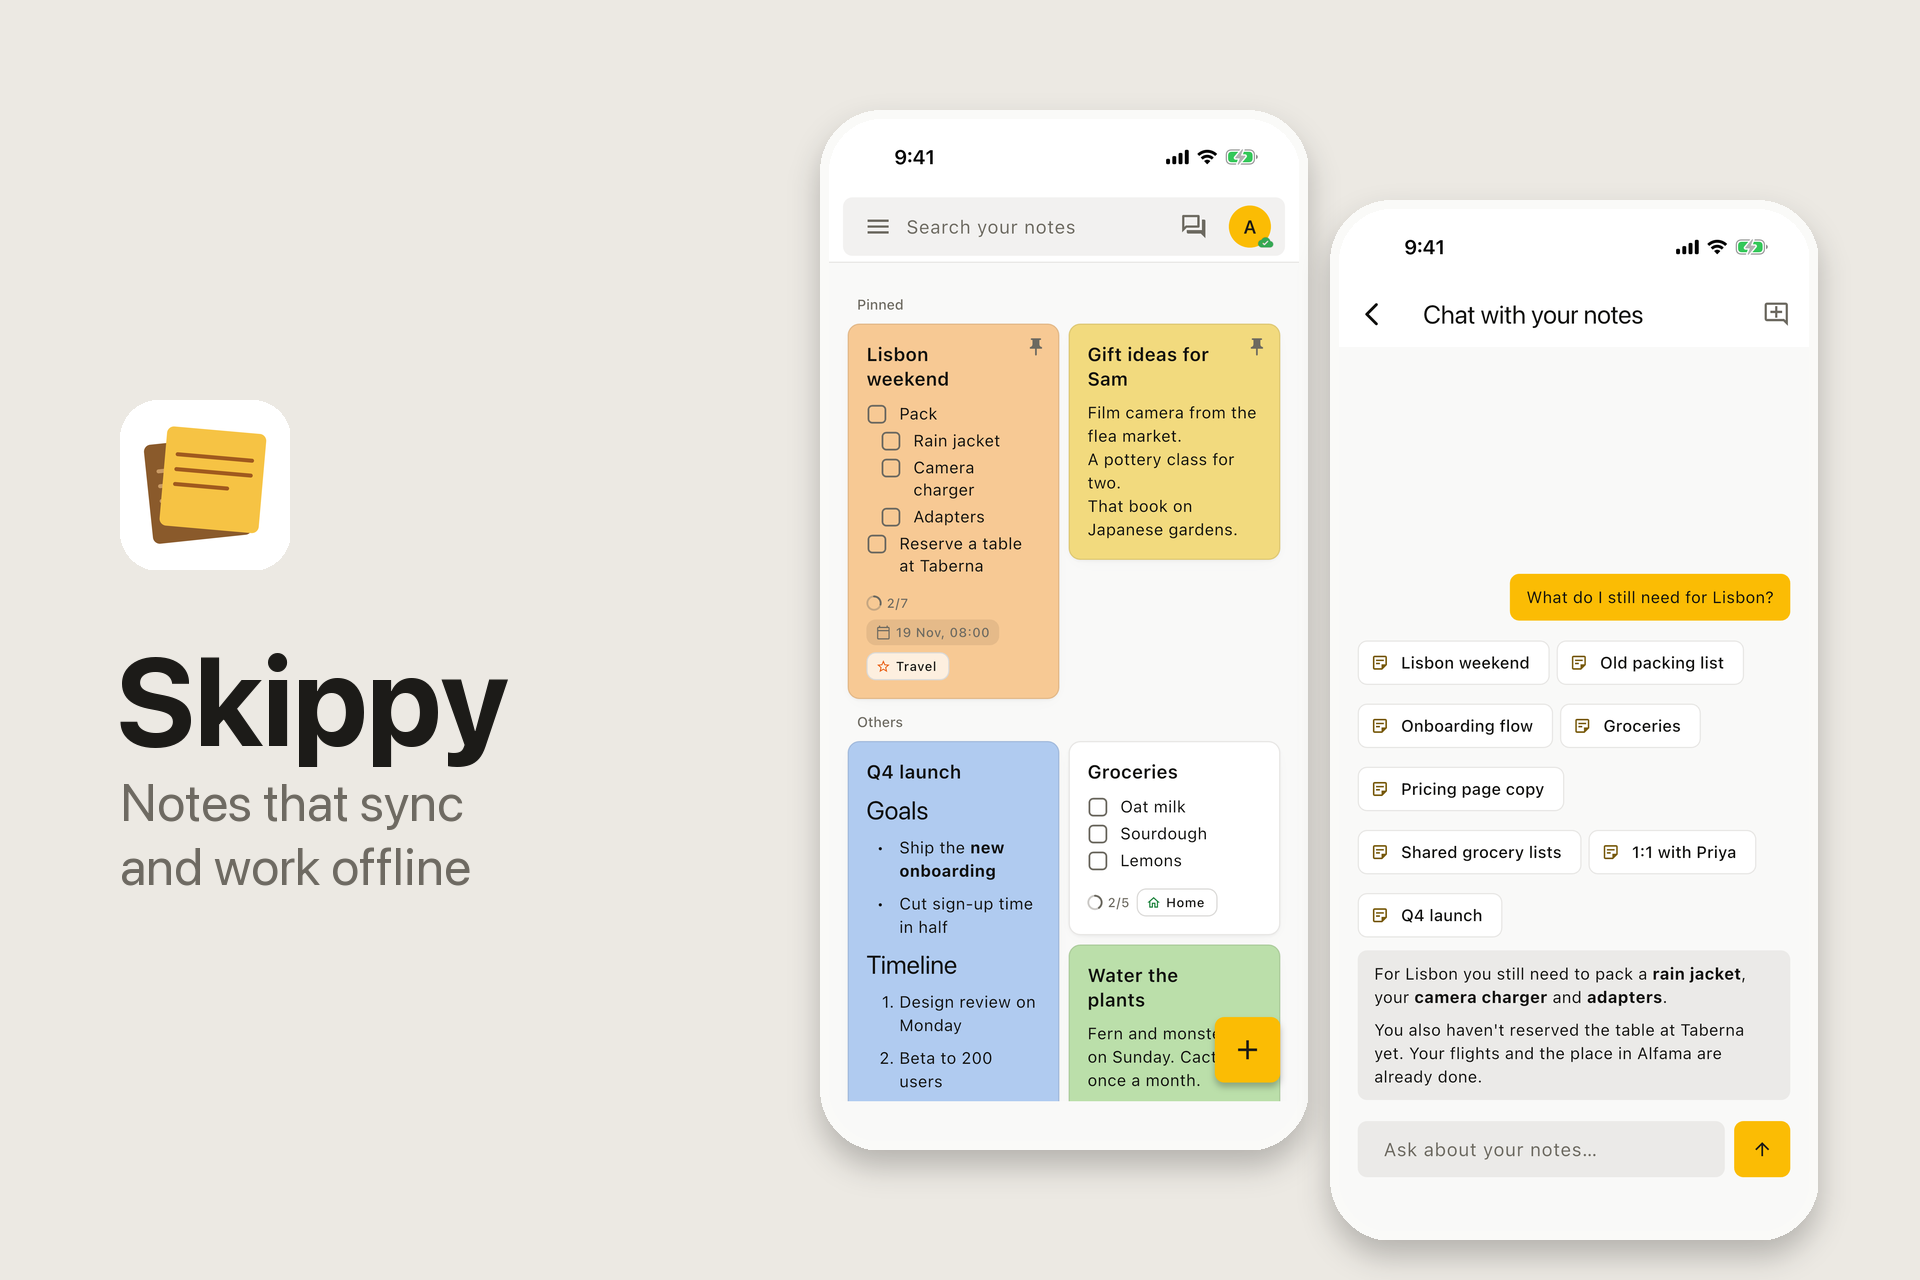 Skippy
Notes that sync
and work offline
9:41
Search your notes
A
Pinned
Lisbon
weekend
Pack
Rain jacket
Camera
charger
Adapters
Reserve a table
at Taberna
2/7
19 Nov, 08:00
Travel
Gift ideas for
Sam
Film camera from the
flea market.
A pottery class for
two.
That book on
Japanese gardens.
Others
Q4 launch
Goals
• Ship the new
onboarding
• Cut sign-up time
in half
Timeline
1. Design review on
Monday
2. Beta to 200
users
Groceries
Oat milk
Sourdough
Lemons
2/5
Home
Water the
plants
Fern and monste
on Sunday. Cact
once a month.
9:41
Chat with your notes
What do I still need for Lisbon?
Lisbon weekend
Old packing list
Onboarding flow
Groceries
Pricing page copy
Shared grocery lists
1:1 with Priya
Q4 launch
For Lisbon you still need to pack a rain jacket,
your camera charger and adapters.
You also haven't reserved the table at Taberna
yet. Your flights and the place in Alfama are
already done.
Ask about your notes...